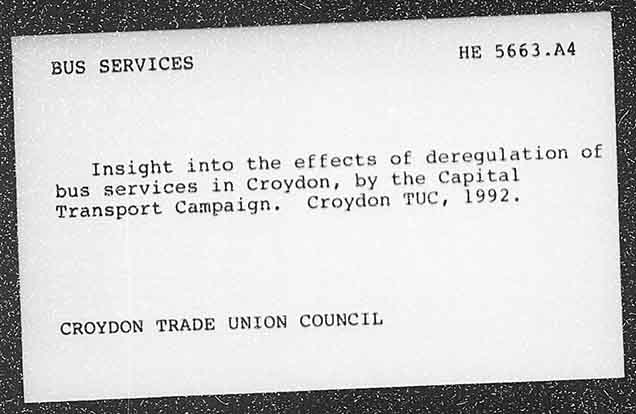 BUS SERVICES HE 5663.A4
Insight into the effects of deregulation of
bus services in Croydon, by the Capital
Transport Campaign. Croydon TUC, 1992.
CROYDON TRADE UNION COUNCIL